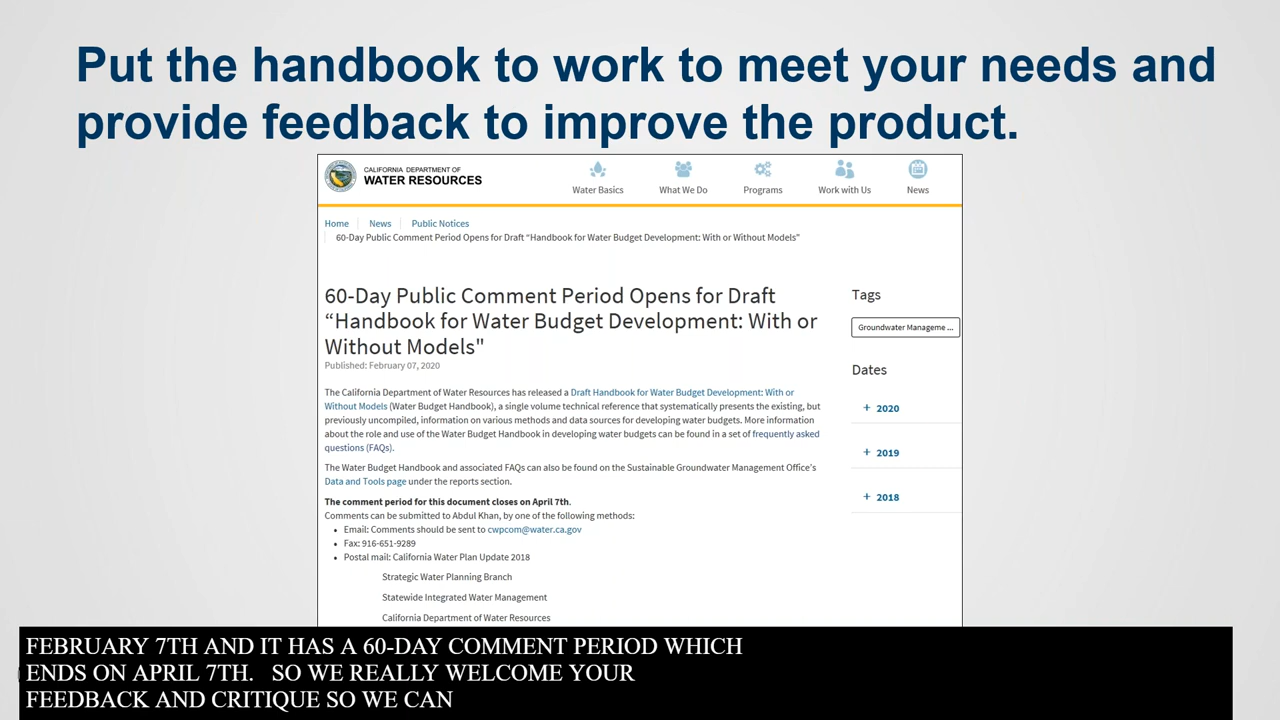 Put the handbook to work to meet your needs and
provide feedback to improve the product.
CALIFORNIA DEPARTMENT OF
WATER RESOURCES
Water Basics
What We Do
Programs
Work with Us
News
Home
News
Public Notices
60-Day Public Comment Period Opens for Draft “Handbook for Water Budget Development: With or Without Models”
60-Day Public Comment Period Opens for Draft
“Handbook for Water Budget Development: With or
Without Models"
Published: February 07, 2020
The California Department of Water Resources has released a Draft Handbook for Water Budget Development: With or
Without Models (Water Budget Handbook), a single volume technical reference that systematically presents the existing, but
previously uncompiled, information on various methods and data sources for developing water budgets. More information
about the role and use of the Water Budget Handbook in developing water budgets can be found in a set of frequently asked
questions (FAQs).
The Water Budget Handbook and associated FAQs can also be found on the Sustainable Groundwater Management Office’s
Data and Tools page under the reports section.
The comment period for this document closes on April 7th.
Comments can be submitted to Abdul Khan, by one of the following methods:
• Email: Comments should be sent to cwpcom@water.ca.gov
• Fax: 916-651-9289
• Postal mail: California Water Plan Update 2018
Strategic Water Planning Branch
Statewide Integrated Water Management
California Department of Water Resources
Tags
Groundwater Manageme ...
Dates
+ 2020
+ 2019
+ 2018
FEBRUARY 7TH AND IT HAS A 60-DAY COMMENT PERIOD WHICH
ENDS ON APRIL 7TH. SO WE REALLY WELCOME YOUR
FEEDBACK AND CRITIQUE SO WE CAN